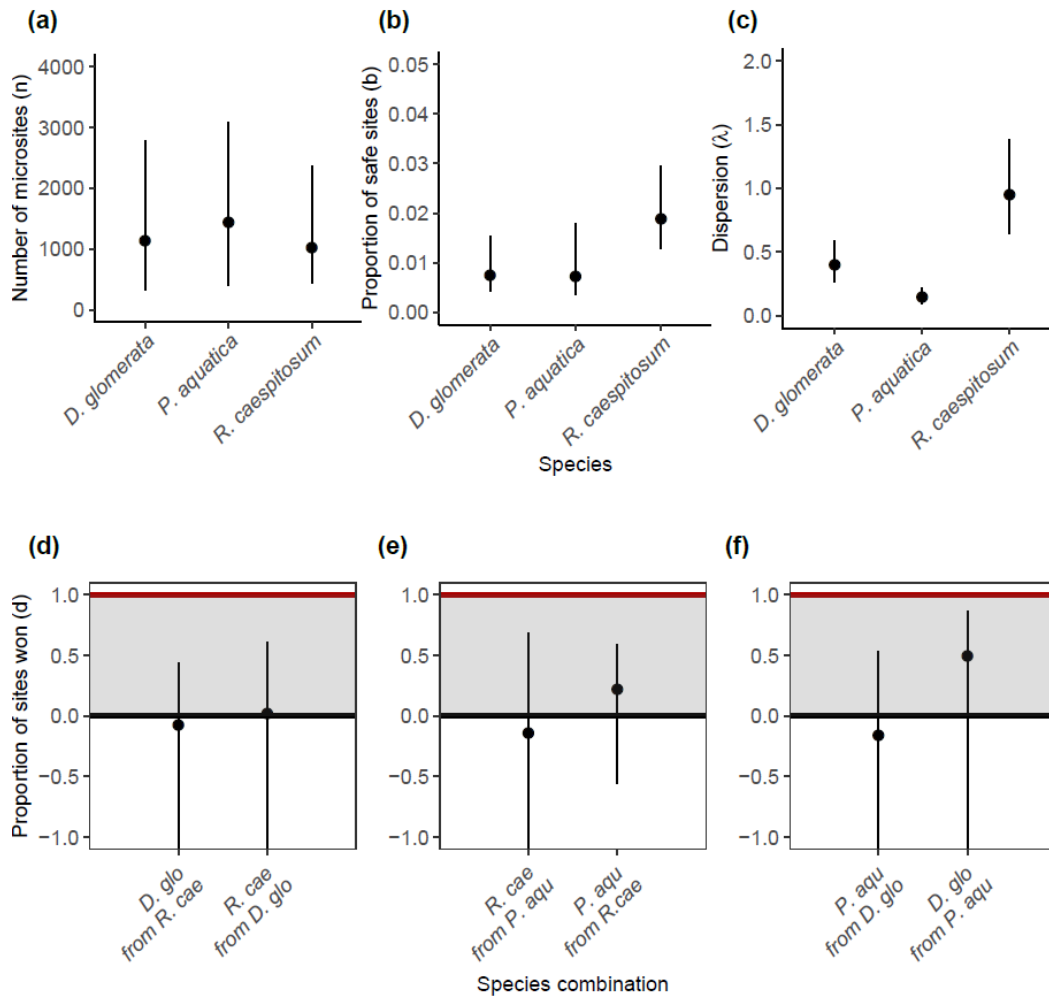 (a)
(b)
(c)
Number of microsites (n)
4000
3000
2000
1000
0
D. glomerata
P. aquatica
R. caespitosum
Proportion of safe sites (b)
0.05
0.04
0.03
0.02
0.01
0.00
D. glomerata
P. aquatica
R. caespitosum
Dispersion (λ)
2.0
1.5
1.0
0.5
0.0
D. glomerata
P. aquatica
R. caespitosum
Species
(d)
(e)
(f)
Proportion of sites won (d)
1.0
0.5
0.0
−0.5
−1.0
D. glo
from R. cae
R. cae
from D. glo
1.0
0.5
0.0
−0.5
−1.0
R. cae
from P. aqu
P. aqu
from R.cae
1.0
0.5
0.0
−0.5
−1.0
P. aqu
from D. glo
D. glo
from P. aqu
Species combination